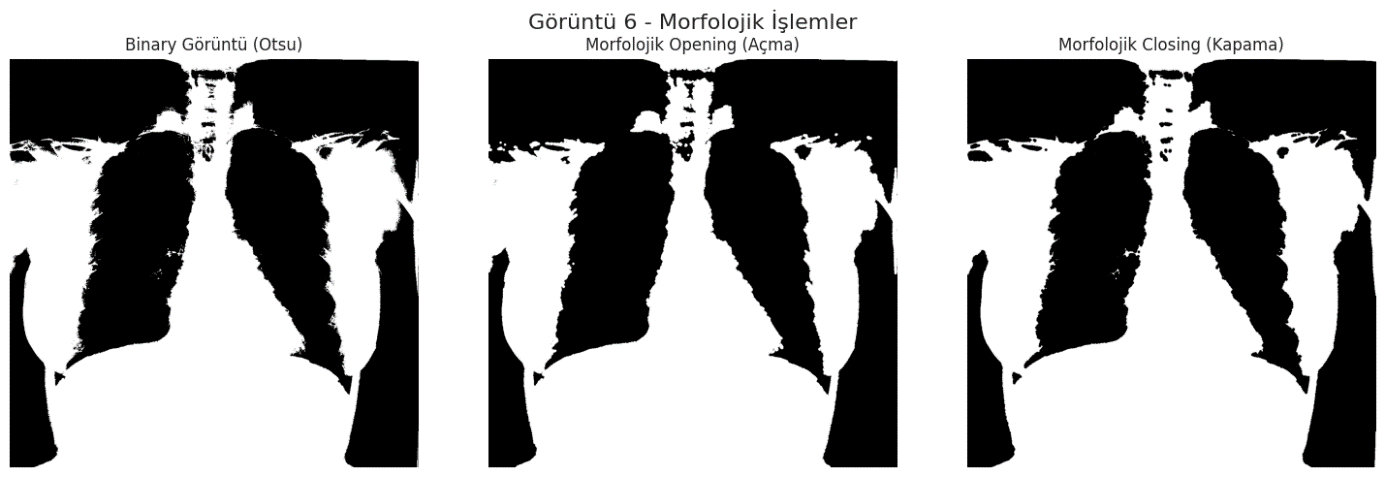 Görüntü 6 - Morfolojik İşlemler
Binary Görüntü (Otsu)
Morfolojik Opening (Açma)
Morfolojik Closing (Kapama)